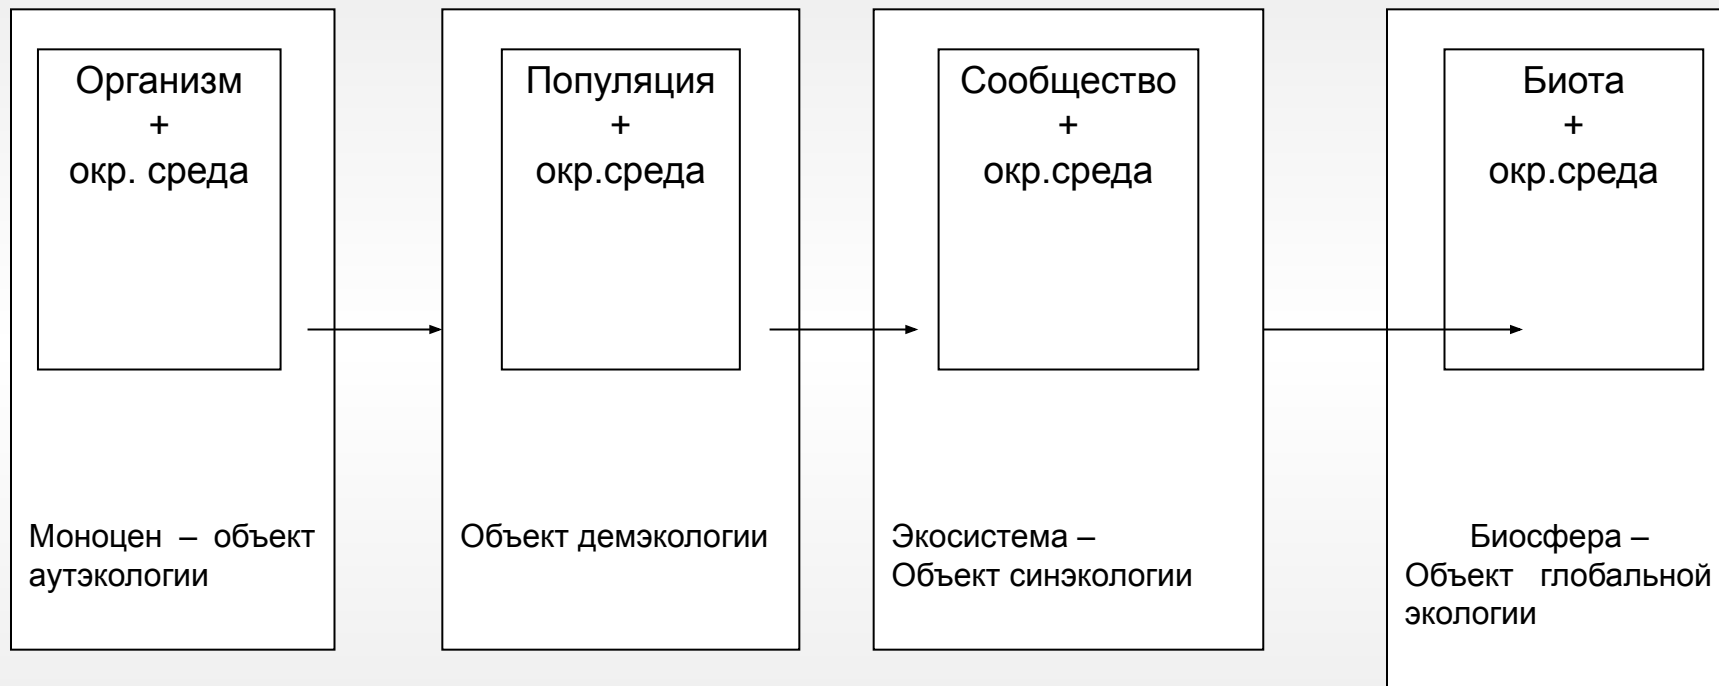 Организм
+
окр. среда
Моноцен – объект
аутэкологии
Популяция
+
окр.среда
Объект демэкологии
Сообщество
+
окр.среда
Экосистема –
Объект синэкологии
Биота
+
окр.среда
Биосфера –
Объект глобальной
экологии